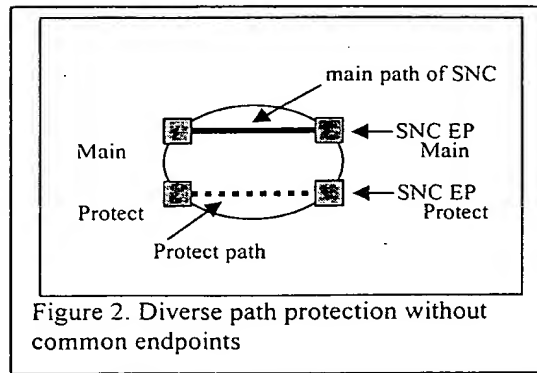 main path of SNC
Main
SNC EP
Main
Protect
SNC EP
Protect
Protect path
Figure 2. Diverse path protection without
common endpoints